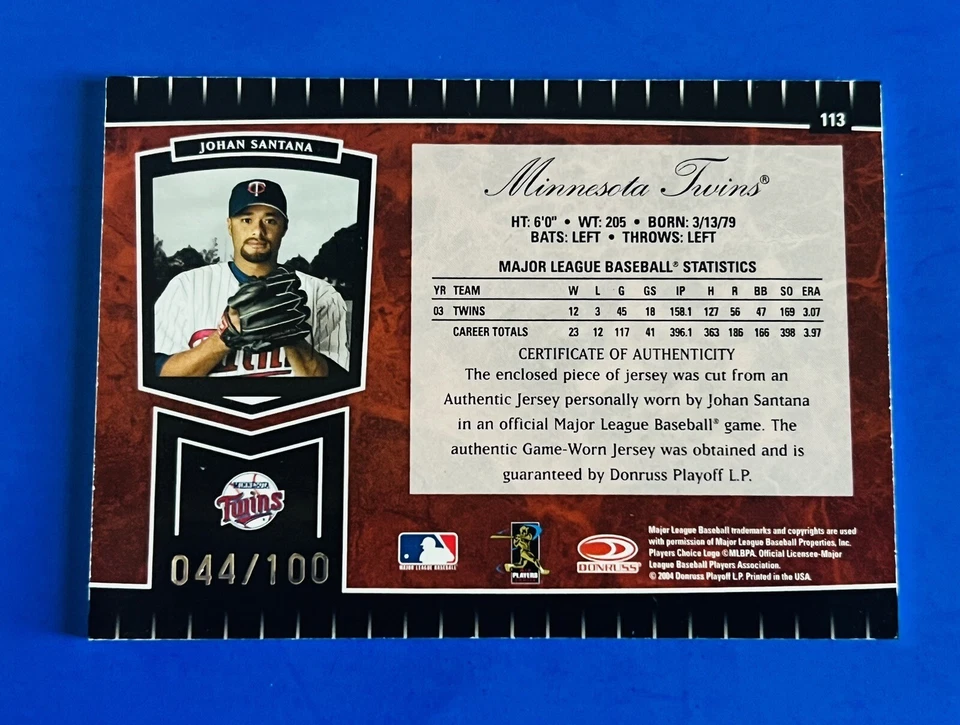 113
JOHAN SANTANA
Minnesota Twins®
HT: 6'0" • WT: 205 • BORN: 3/13/79
BATS: LEFT • THROWS: LEFT
MAJOR LEAGUE BASEBALL® STATISTICS
YR TEAM W L G GS IP H R BB SO ERA
03 TWINS 12 3 45 18 158.1 127 56 47 169 3.07
CAREER TOTALS 23 12 117 41 396.1 363 186 166 398 3.97
CERTIFICATE OF AUTHENTICITY
The enclosed piece of jersey was cut from an
Authentic Jersey personally worn by Johan Santana
in an official Major League Baseball® game. The
authentic Game-Worn Jersey was obtained and is
guaranteed by Donruss Playoff L.P.
MINNESOTA
Twins
044/100
MAJOR LEAGUE BASEBALL
PLAYERS
DONRUSS
Major League Baseball trademarks and copyrights are used
with permission of Major League Baseball Properties, Inc.
Players Choice Logo ©MLBPA. Official Licensee-Major
League Baseball Players Association.
© 2004 Donruss Playoff L.P. Printed in the USA.